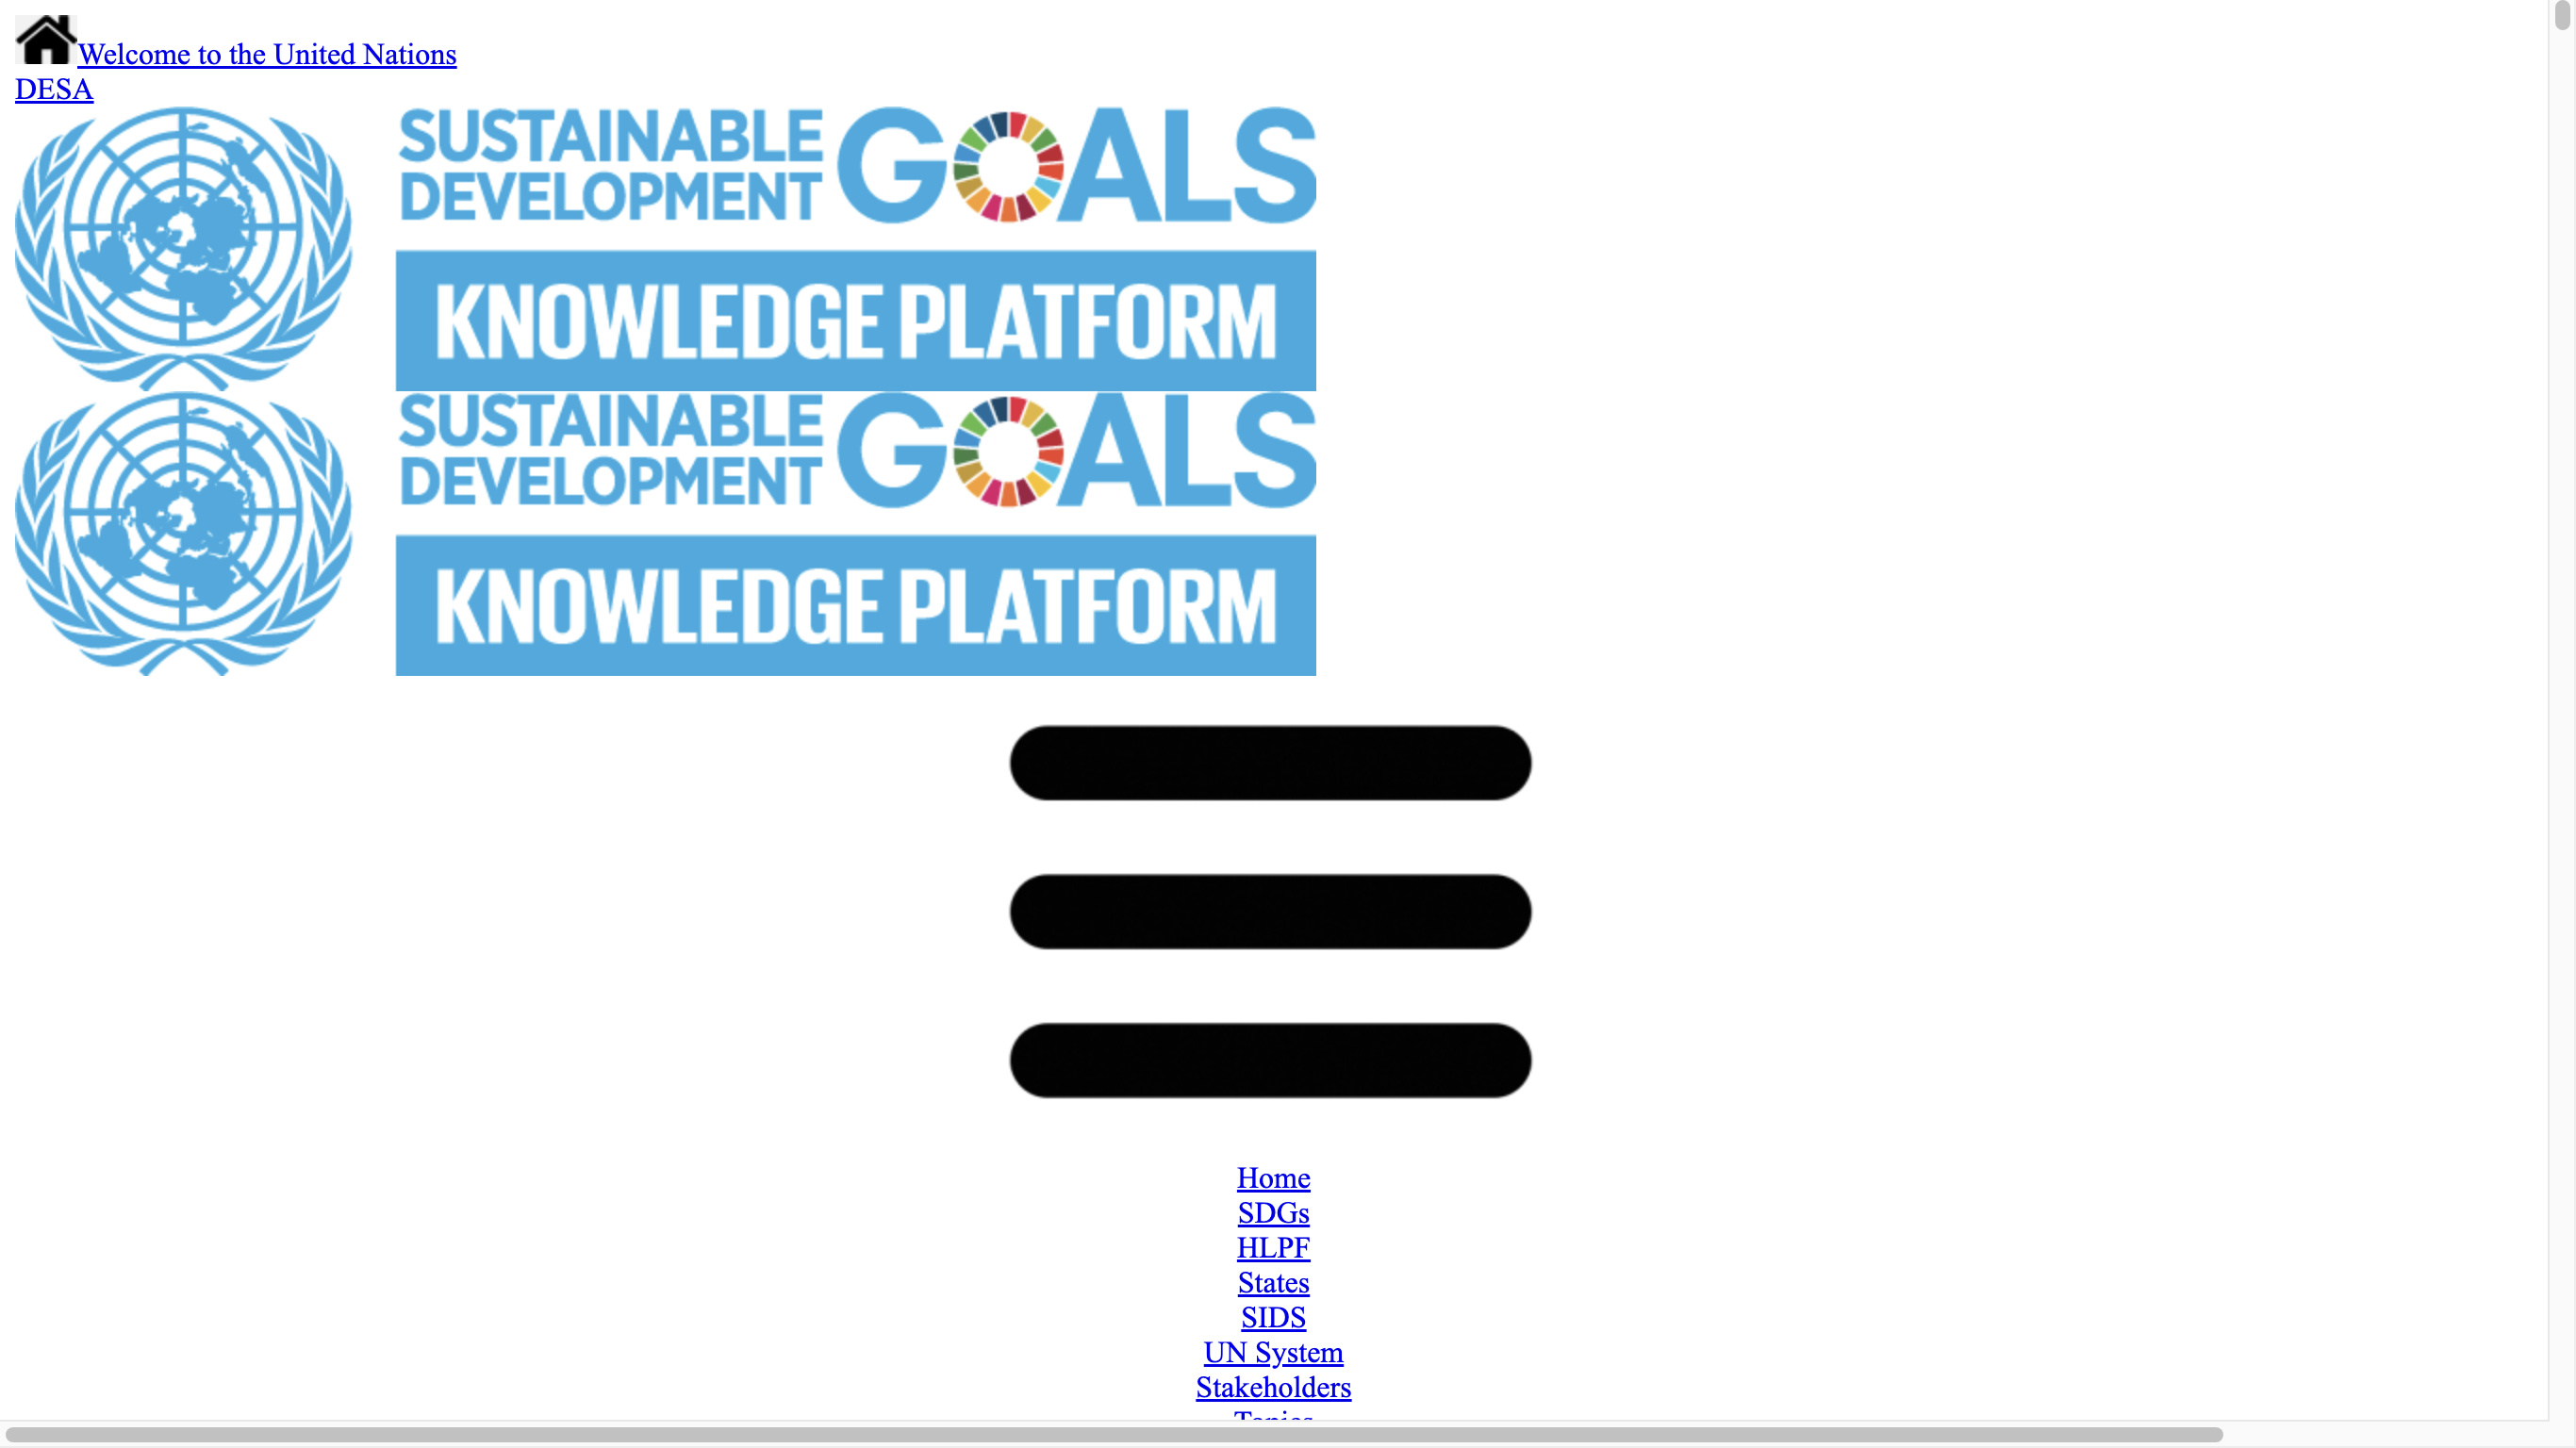 Welcome to the United Nations
DESA
SUSTAINABLE DEVELOPMENT GOALS
KNOWLEDGE PLATFORM
SUSTAINABLE DEVELOPMENT GOALS
KNOWLEDGE PLATFORM
Home
SDGs
HLPF
States
SIDS
UN System
Stakeholders
Topics